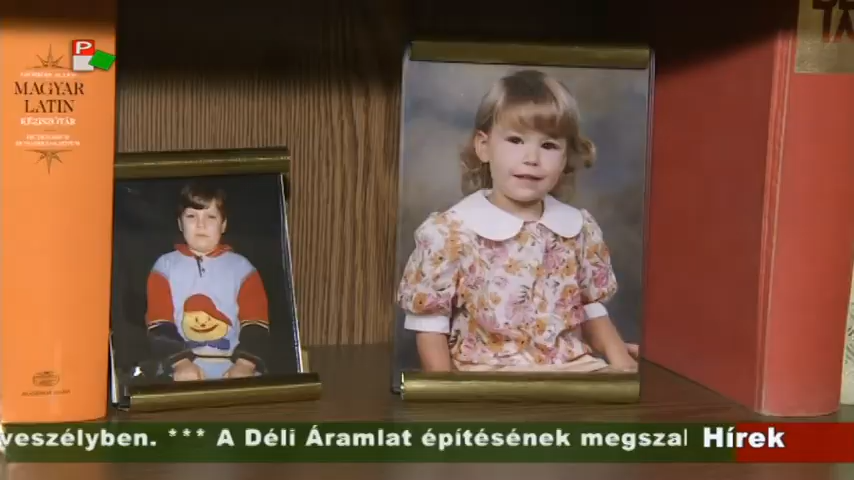 P
MAGYAR
LATIN
KÉZISZÓTÁR
veszélyben. *** A Déli Áramlat építésének megszal
Hírek